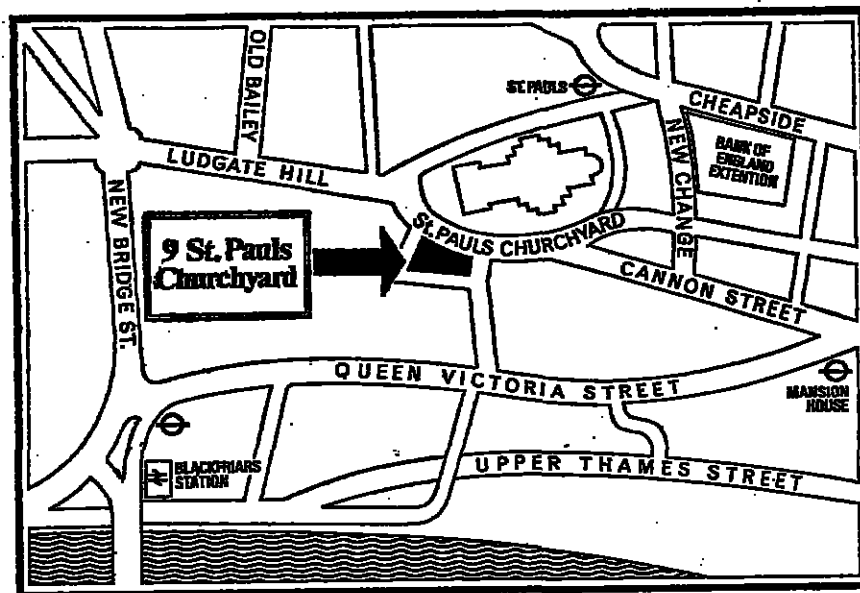 OLD BAILEY
ST. PAULS
CHEAPSIDE
LUDGATE HILL
NEW CHANGE
BANK OF
ENGLAND
EXTENTION
NEW BRIDGE ST.
9 St. Pauls
Churchyard
St. PAULS CHURCHYARD
CANNON STREET
QUEEN VICTORIA STREET
MANSION
HOUSE
BLACKFRIARS
STATION
UPPER THAMES STREET